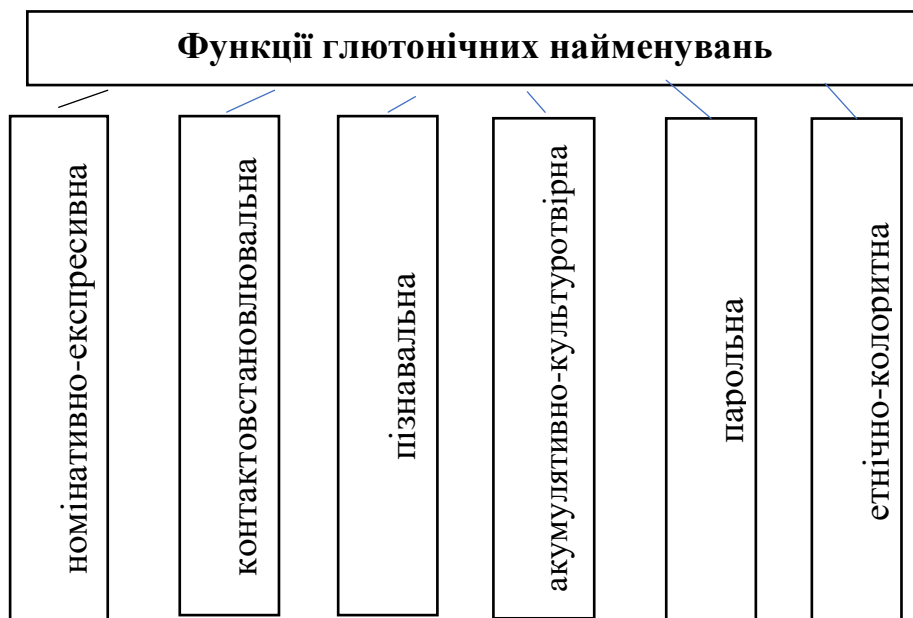 Функції глютонічних найменувань
номінативно-експресивна
контактовстановлювальна
пізнавальна
акумулятивно-культуротвірна
парольна
етнічно-колоритна